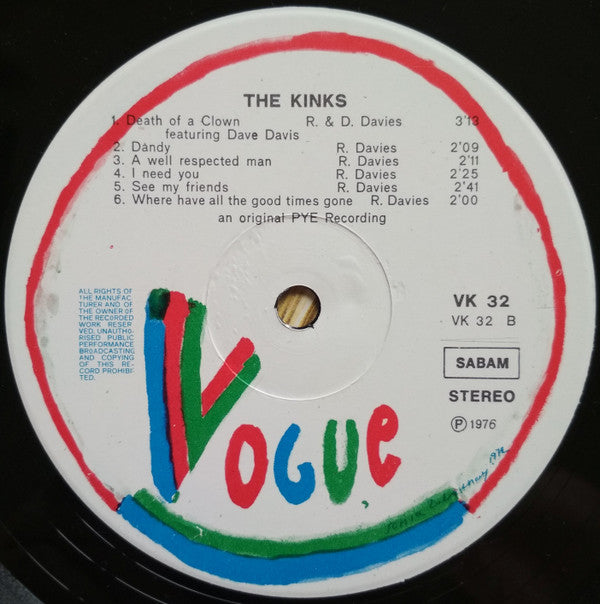 THE KINKS
1. Death of a Clown R. & D. Davies 3'13
featuring Dave Davis
2. Dandy R. Davies 2'09
3. A well respected man R. Davies 2'11
4. I need you R. Davies 2'25
5. See my friends R. Davies 2'41
6. Where have all the good times gone R. Davies 2'00
an original PYE Recording
ALL RIGHTS OF
THE MANUFAC-
TURER AND OF
THE OWNER OF
THE RECORDED
WORK RESER
VED. UNAUTHO-
RISED PUBLIC
PERFORMANCE
BROADCASTING
AND COPYING
OF THIS RE-
CORD PROHIBI-
TED.
VK 32
VK 32 B
SABAM
STEREO
Ⓟ 1976
VOGUE